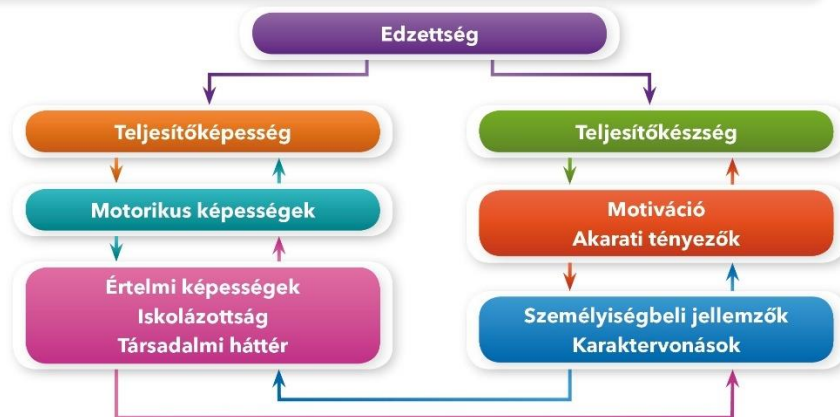 Edzettség
Teljesítőképesség
Teljesítőkészség
Motorikus képességek
Motiváció
Akarati tényezők
Értelmi képességek
Iskolázottság
Társadalmi háttér
Személyiségbeli jellemzők
Karaktervonások